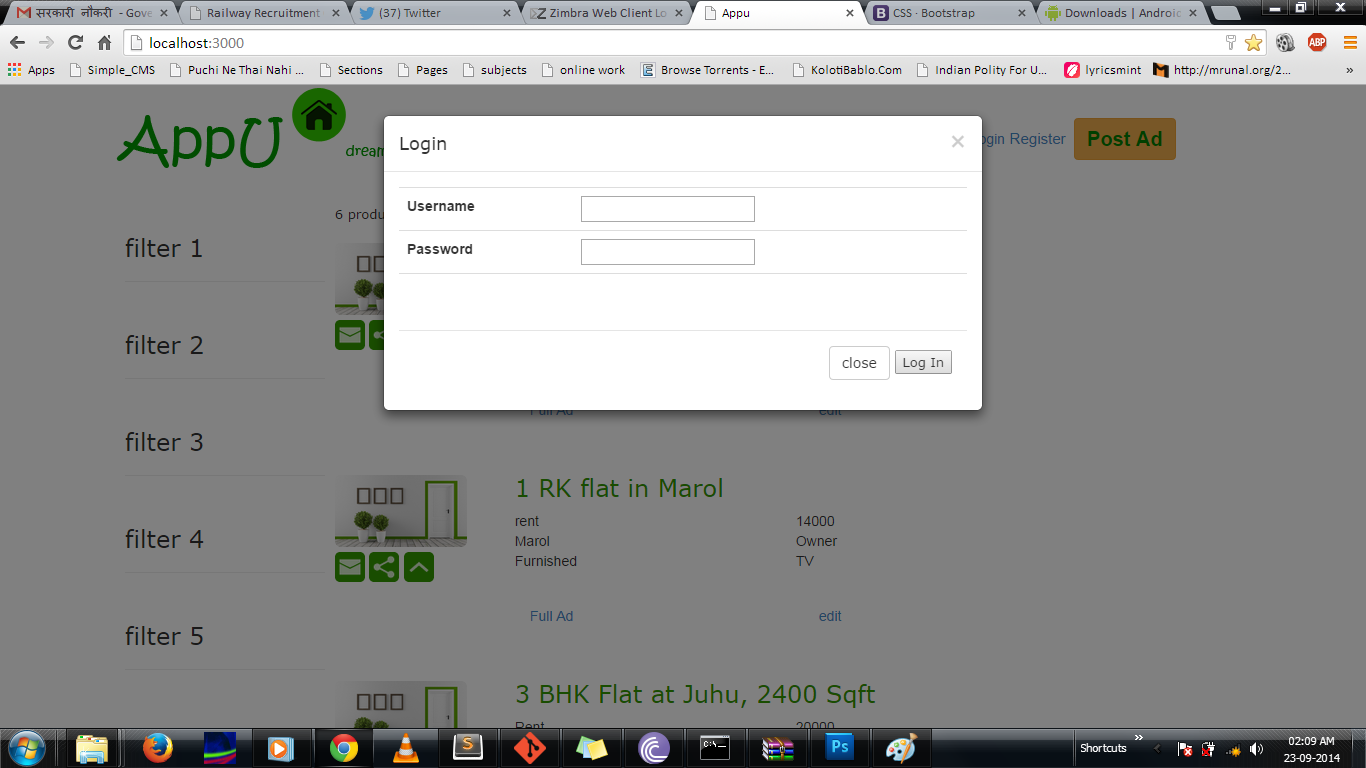 सरकारी नौकरी - Gove
Railway Recruitment
(37) Twitter
Zimbra Web Client Lo
Appu
CSS · Bootstrap
Downloads | Android
localhost:3000
ABP
Apps
Simple_CMS
Puchi Ne Thai Nahi ...
Sections
Pages
subjects
online work
Browse Torrents - E...
KolotiBablo.Com
Indian Polity For U...
lyricsmint
http://mrunal.org/2...
»
AppU
dream
ogin Register
Post Ad
Login
×
Username
Password
close
Log In
6 produ
filter 1
filter 2
filter 3
filter 4
filter 5
Full Ad
edit
1 RK flat in Marol
rent
14000
Marol
Owner
Furnished
TV
Full Ad
edit
3 BHK Flat at Juhu, 2400 Sqft
Rent
20000
Shortcuts
»
02:09 AM
23-09-2014